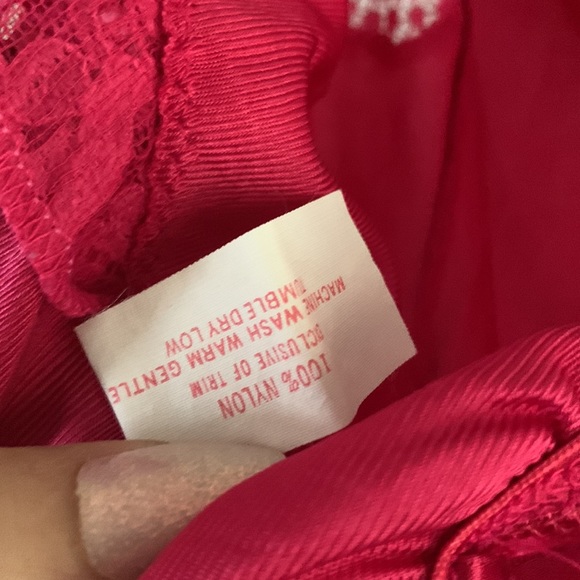 100% NYLON
EXCLUSIVE OF TRIM
MACHINE WASH WARM GENTLE
TUMBLE DRY LOW